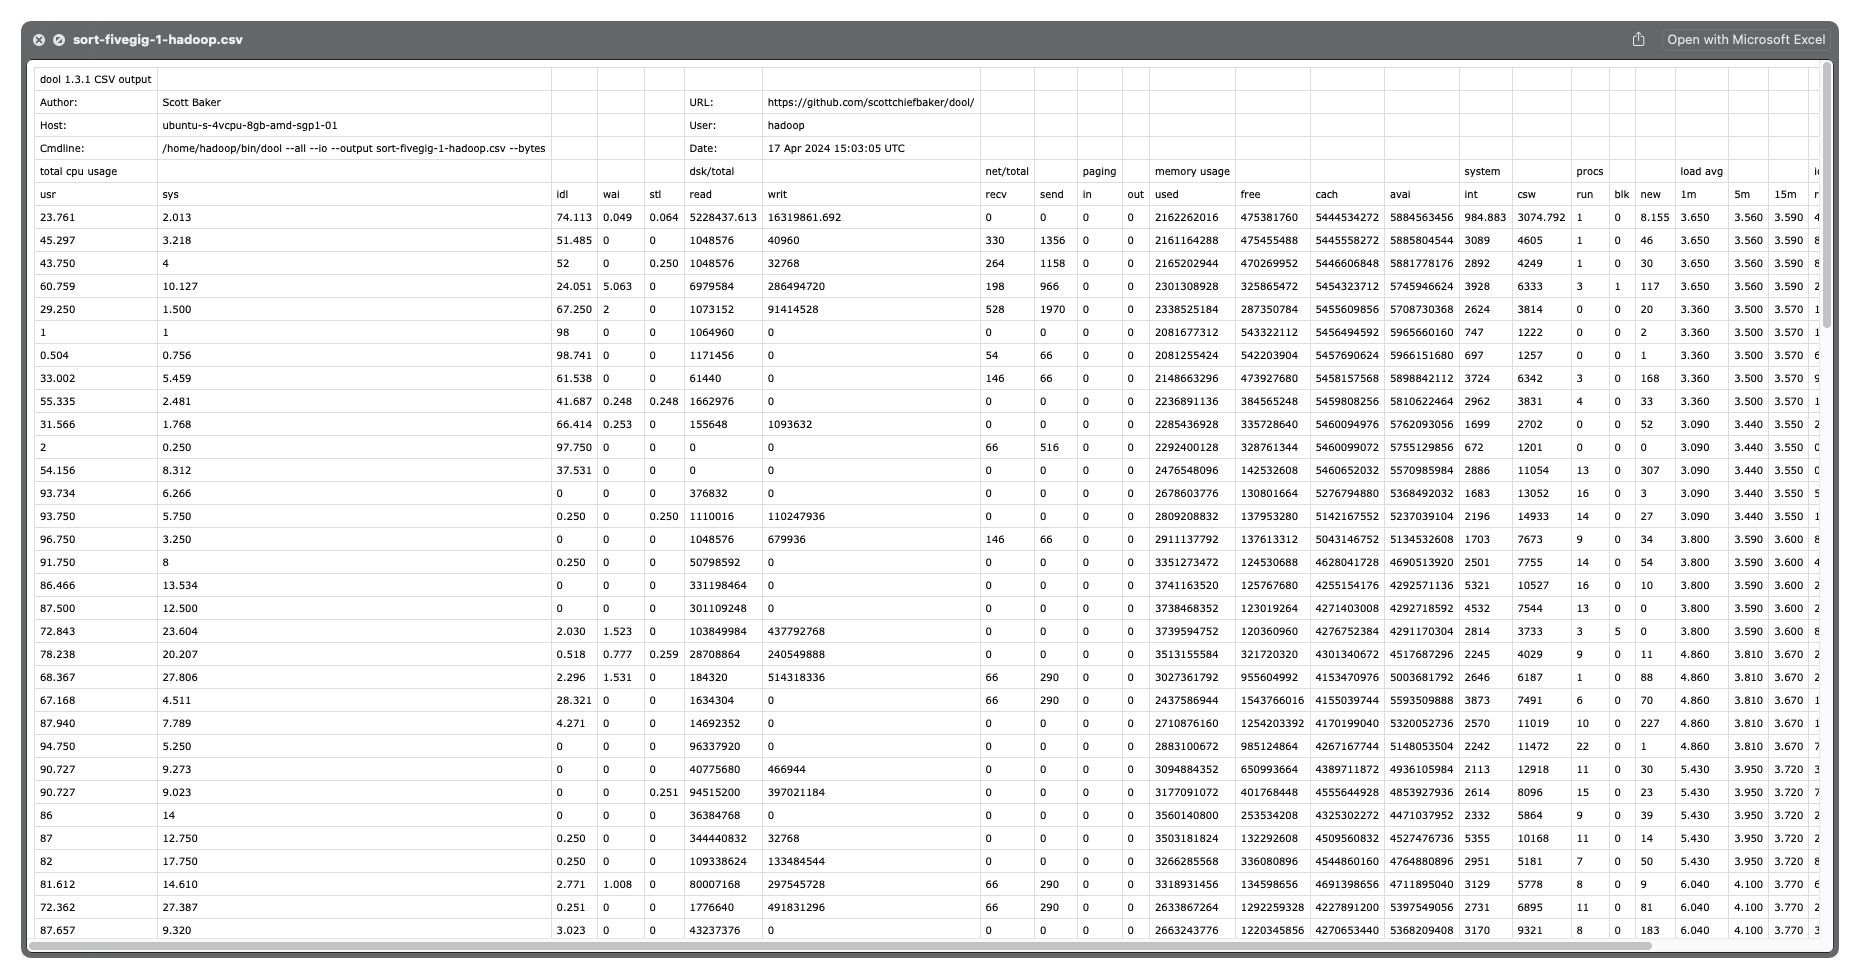 sort-fivegig-1-hadoop.csv Open with Microsoft Excel
dool 1.3.1 CSV output
Author: Scott Baker URL: https://github.com/scottchiefbaker/dool/
Host: ubuntu-s-4vcpu-8gb-amd-sgp1-01 User: hadoop
Cmdline: /home/hadoop/bin/dool --all --io --output sort-fivegig-1-hadoop.csv --bytes Date: 17 Apr 2024 15:03:05 UTC
total cpu usage dsk/total net/total paging memory usage system procs load avg
usr sys idl wai stl read writ recv send in out used free cach avai int csw run blk new 1m 5m 15m
23.761 2.013 74.113 0.049 0.064 5228437.613 16319861.692 0 0 0 0 2162262016 475381760 5444534272 5884563456 984.883 3074.792 1 0 8.155 3.650 3.560 3.590
45.297 3.218 51.485 0 0 1048576 40960 330 1356 0 0 2161164288 475455488 5445558272 5885804544 3089 4605 1 0 46 3.650 3.560 3.590
43.750 4 52 0 0.250 1048576 32768 264 1158 0 0 2165202944 470269952 5446606848 5881778176 2892 4249 1 0 30 3.650 3.560 3.590
60.759 10.127 24.051 5.063 0 6979584 286494720 198 966 0 0 2301308928 325865472 5454323712 5745946624 3928 6333 3 1 117 3.650 3.560 3.590
29.250 1.500 67.250 2 0 1073152 91414528 528 1970 0 0 2338525184 287350784 5455609856 5708730368 2624 3814 0 0 20 3.360 3.500 3.570
1 1 98 0 0 1064960 0 0 0 0 0 2081677312 543322112 5456494592 5965660160 747 1222 0 0 2 3.360 3.500 3.570
0.504 0.756 98.741 0 0 1171456 0 54 66 0 0 2081255424 542203904 5457690624 5966151680 697 1257 0 0 1 3.360 3.500 3.570
33.002 5.459 61.538 0 0 61440 0 146 66 0 0 2148663296 473927680 5458157568 5898842112 3724 6342 3 0 168 3.360 3.500 3.570
55.335 2.481 41.687 0.248 0.248 1662976 0 0 0 0 0 2236891136 384565248 5459808256 5810622464 2962 3831 4 0 33 3.360 3.500 3.570
31.566 1.768 66.414 0.253 0 155648 1093632 0 0 0 0 2285436928 335728640 5460094976 5762093056 1699 2702 0 0 52 3.090 3.440 3.550
2 0.250 97.750 0 0 0 0 66 516 0 0 2292400128 328761344 5460099072 5755129856 672 1201 0 0 0 3.090 3.440 3.550
54.156 8.312 37.531 0 0 0 0 0 0 0 0 2476548096 142532608 5460652032 5570985984 2886 11054 13 0 307 3.090 3.440 3.550
93.734 6.266 0 0 0 376832 0 0 0 0 0 2678603776 130801664 5276794880 5368492032 1683 13052 16 0 3 3.090 3.440 3.550
93.750 5.750 0.250 0 0.250 1110016 110247936 0 0 0 0 2809208832 137953280 5142167552 5237039104 2196 14933 14 0 27 3.090 3.440 3.550
96.750 3.250 0 0 0 1048576 679936 146 66 0 0 2911137792 137613312 5043146752 5134532608 1703 7673 9 0 34 3.800 3.590 3.600
91.750 8 0.250 0 0 50798592 0 0 0 0 0 3351273472 124530688 4628041728 4690513920 2501 7755 14 0 54 3.800 3.590 3.600
86.466 13.534 0 0 0 331198464 0 0 0 0 0 3741163520 125767680 4255154176 4292571136 5321 10527 16 0 10 3.800 3.590 3.600
87.500 12.500 0 0 0 301109248 0 0 0 0 0 3738468352 123019264 4271403008 4292718592 4532 7544 13 0 0 3.800 3.590 3.600
72.843 23.604 2.030 1.523 0 103849984 437792768 0 0 0 0 3739594752 120360960 4276752384 4291170304 2814 3733 3 5 0 3.800 3.590 3.600
78.238 20.207 0.518 0.777 0.259 28708864 240549888 0 0 0 0 3513155584 321720320 4301340672 4517687296 2245 4029 9 0 11 4.860 3.810 3.670
68.367 27.806 2.296 1.531 0 184320 514318336 66 290 0 0 3027361792 955604992 4153470976 5003681792 2646 6187 1 0 88 4.860 3.810 3.670
67.168 4.511 28.321 0 0 1634304 0 66 290 0 0 2437586944 1543766016 4155039744 5593509888 3873 7491 6 0 70 4.860 3.810 3.670
87.940 7.789 4.271 0 0 14692352 0 0 0 0 0 2710876160 1254203392 4170199040 5320052736 2570 11019 10 0 227 4.860 3.810 3.670
94.750 5.250 0 0 0 96337920 0 0 0 0 0 2883100672 985124864 4267167744 5148053504 2242 11472 22 0 1 4.860 3.810 3.670
90.727 9.273 0 0 0 40775680 466944 0 0 0 0 3094884352 650993664 4389711872 4936105984 2113 12918 11 0 30 5.430 3.950 3.720
90.727 9.023 0 0 0.251 94515200 397021184 0 0 0 0 3177091072 401768448 4555644928 4853927936 2614 8096 15 0 23 5.430 3.950 3.720
86 14 0 0 0 36384768 0 0 0 0 0 3560140800 253534208 4325302272 4471037952 2332 5864 9 0 39 5.430 3.950 3.720
87 12.750 0.250 0 0 344440832 32768 0 0 0 0 3503181824 132292608 4509560832 4527476736 5355 10168 11 0 14 5.430 3.950 3.720
82 17.750 0.250 0 0 109338624 133484544 0 0 0 0 3266285568 336080896 4544860160 4764880896 2951 5181 7 0 50 5.430 3.950 3.720
81.612 14.610 2.771 1.008 0 80007168 297545728 66 290 0 0 3318931456 134598656 4691398656 4711895040 3129 5778 8 0 9 6.040 4.100 3.770
72.362 27.387 0.251 0 0 1776640 491831296 66 290 0 0 2633867264 1292259328 4227891200 5397549056 2731 6895 11 0 81 6.040 4.100 3.770
87.657 9.320 3.023 0 0 43237376 0 0 0 0 0 2663243776 1220345856 4270653440 5368209408 3170 9321 8 0 183 6.040 4.100 3.770